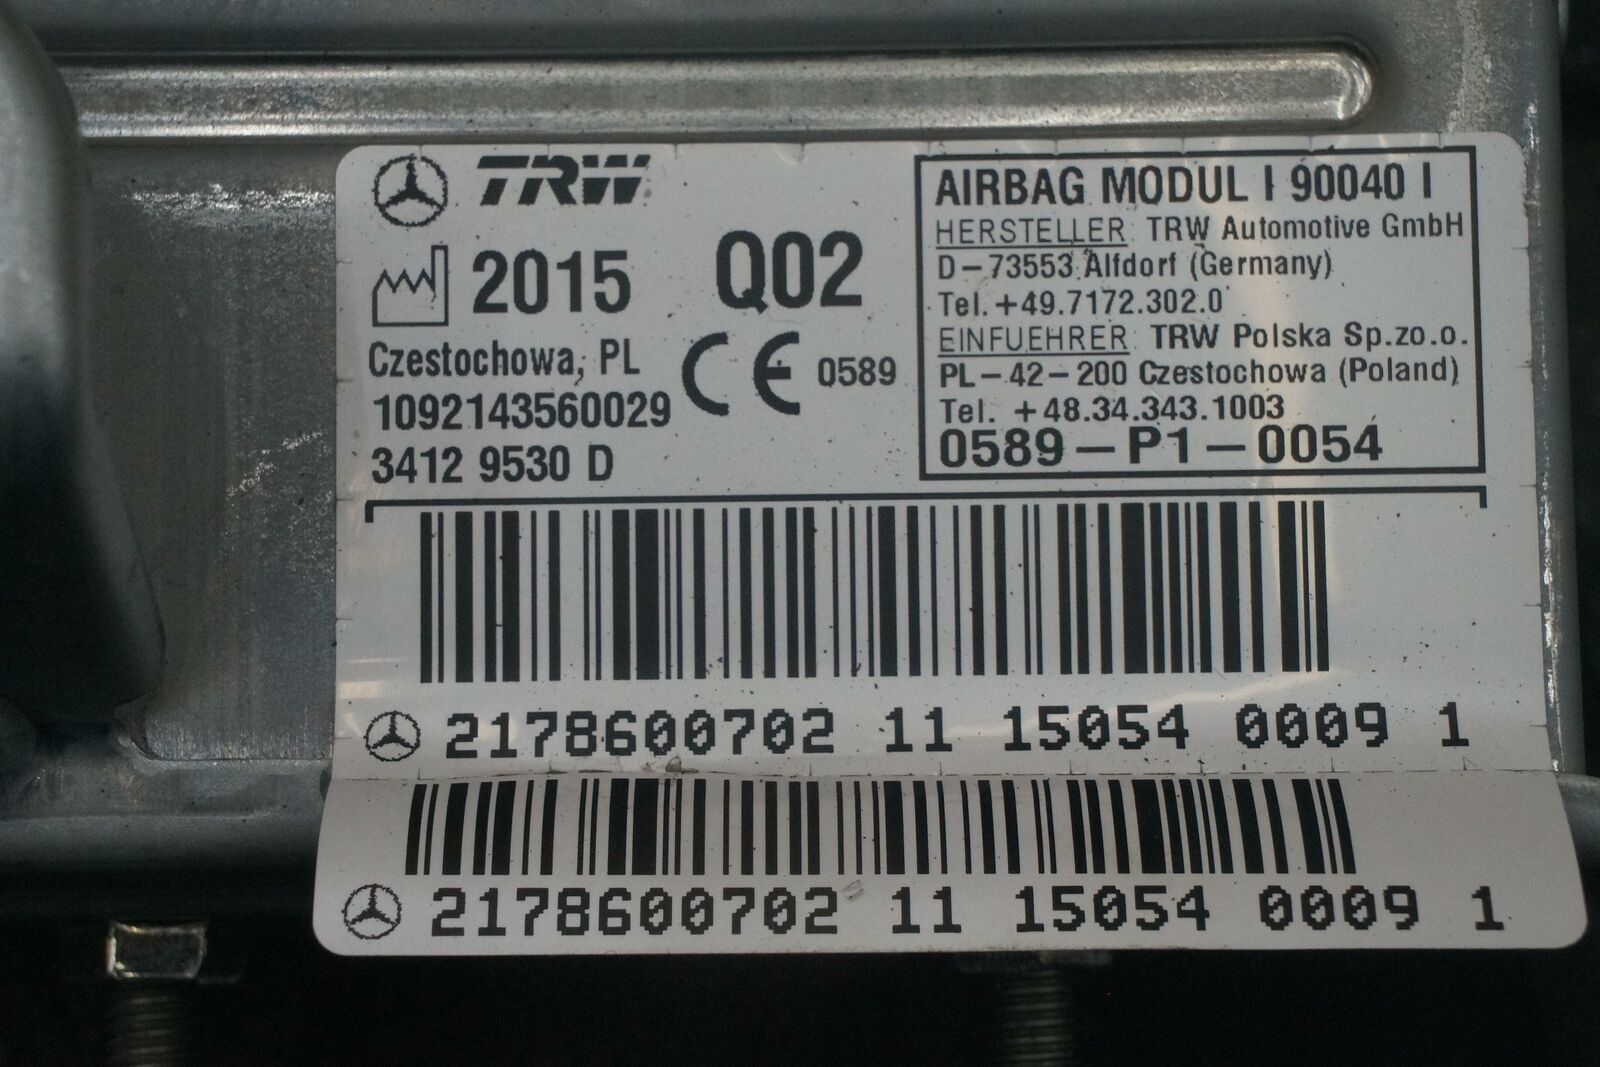 TRW
2015 Q02
Czestochowa, PL
CE 0589
1092143560029
3412 9530 D
AIRBAG MODUL I 90040 I
HERSTELLER: TRW Automotive GmbH
D-73553 Alfdorf (Germany)
Tel. +49.7172.302.0
EINFUEHRER: TRW Polska Sp.zo.o.
PL-42-200 Czestochowa (Poland)
Tel. +48.34.343.1003
0589-P1-0054
2178600702 11 15054 0009 1
2178600702 11 15054 0009 1